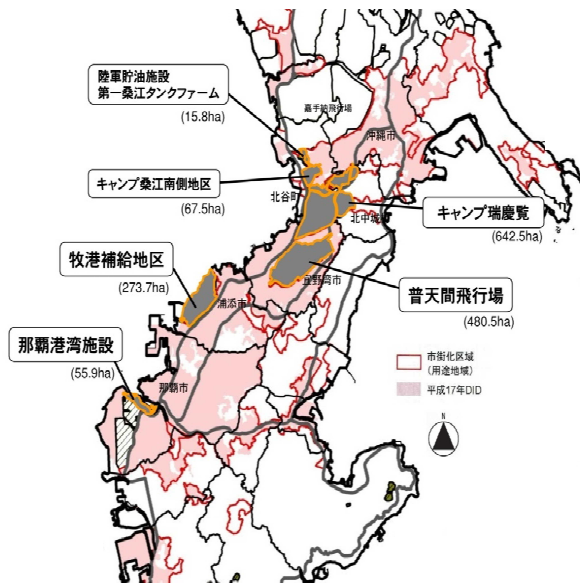 陸軍貯油施設
第一桑江タンクファーム
(15.8ha)
嘉手納飛行場
沖縄市
キャンプ桑江南側地区
(67.5ha)
北谷町
北中城
キャンプ瑞慶覧
(642.5ha)
牧港補給地区
(273.7ha)
宜野湾市
浦添市
普天間飛行場
(480.5ha)
那覇港湾施設
(55.9ha)
那覇市
市街化区域
(用途地域)
平成17年DID
N